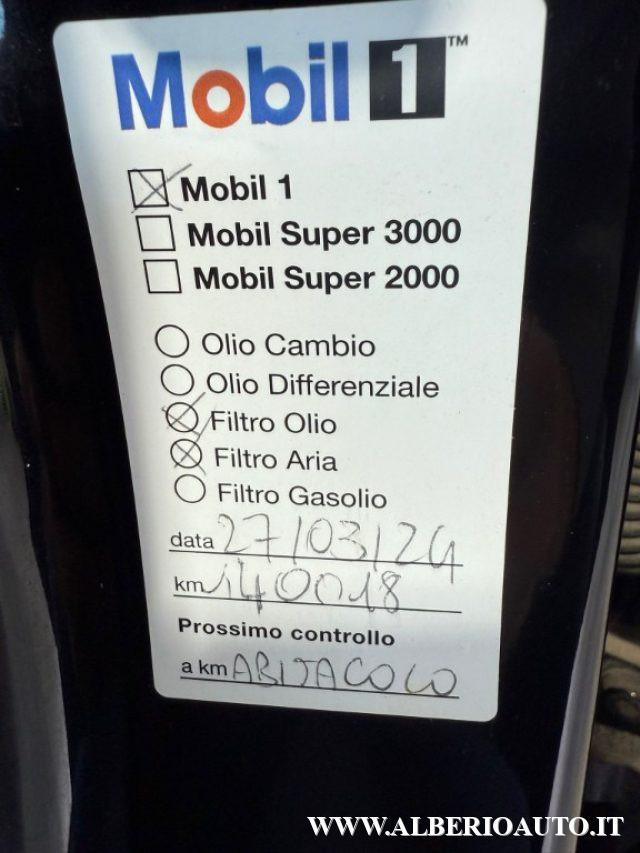 Mobil 1™
Mobil 1
Mobil Super 3000
Mobil Super 2000
Olio Cambio
Olio Differenziale
Filtro Olio
Filtro Aria
Filtro Gasolio
data 27/03/24
km 140018
Prossimo controllo
a km ABITACOLO
WWW.ALBERIOAUTO.IT